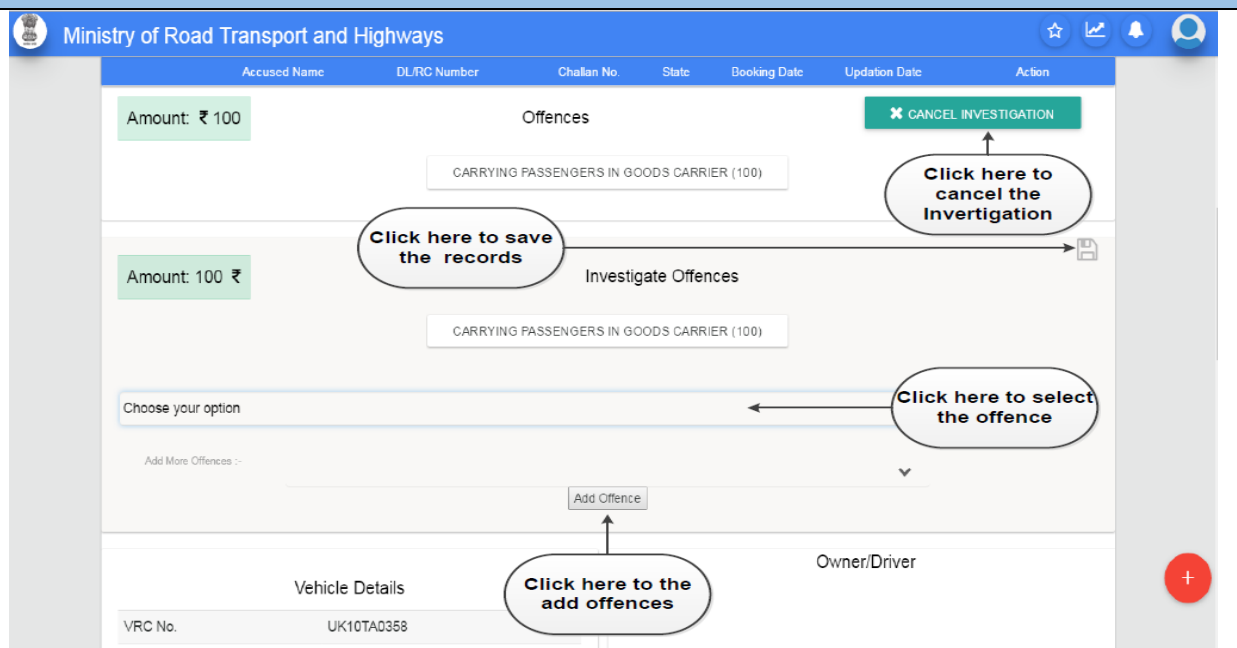 Ministry of Road Transport and Highways
Accused Name DL/RC Number Challan No. State Booking Date Updation Date Action
Amount: ₹ 100
Offences
CANCEL INVESTIGATION
CARRYING PASSENGERS IN GOODS CARRIER (100)
Click here to
cancel the
Invertigation
Click here to save
the records
Amount: 100 ₹
Investigate Offences
CARRYING PASSENGERS IN GOODS CARRIER (100)
Choose your option
Click here to select
the offence
Add More Offences :-
Add Offence
Owner/Driver
Vehicle Details
Click here to the
add offences
VRC No. UK10TA0358